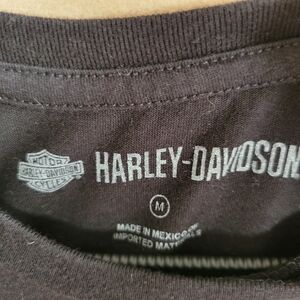 MOTOR
HARLEY-DAVIDSON
CYCLES
HARLEY-DAVIDSON
M
MADE IN MEXICO OF
IMPORTED MATERIALS